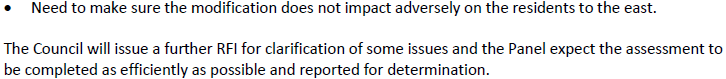 • Need to make sure the modification does not impact adversely on the residents to the east.
The Council will issue a further RFI for clarification of some issues and the Panel expect the assessment to
be completed as efficiently as possible and reported for determination.